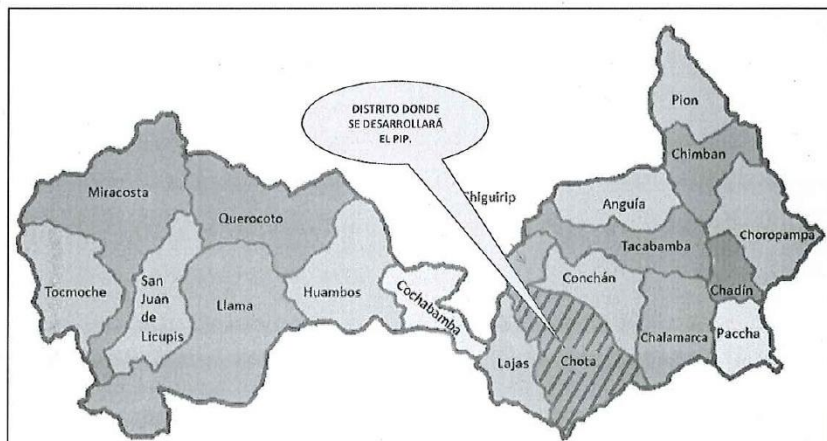 DISTRITO DONDE
SE DESARROLLARÁ
EL PIP.
Pion
Chimban
Miracosta
Querocoto
Chiguirip
Anguía
Choropampa
Tacabamba
Tocmoche
San
Juan
de
Licupis
Llama
Huambos
Cochabamba
Conchán
Chadín
Lajas
Chota
Chalamarca
Paccha